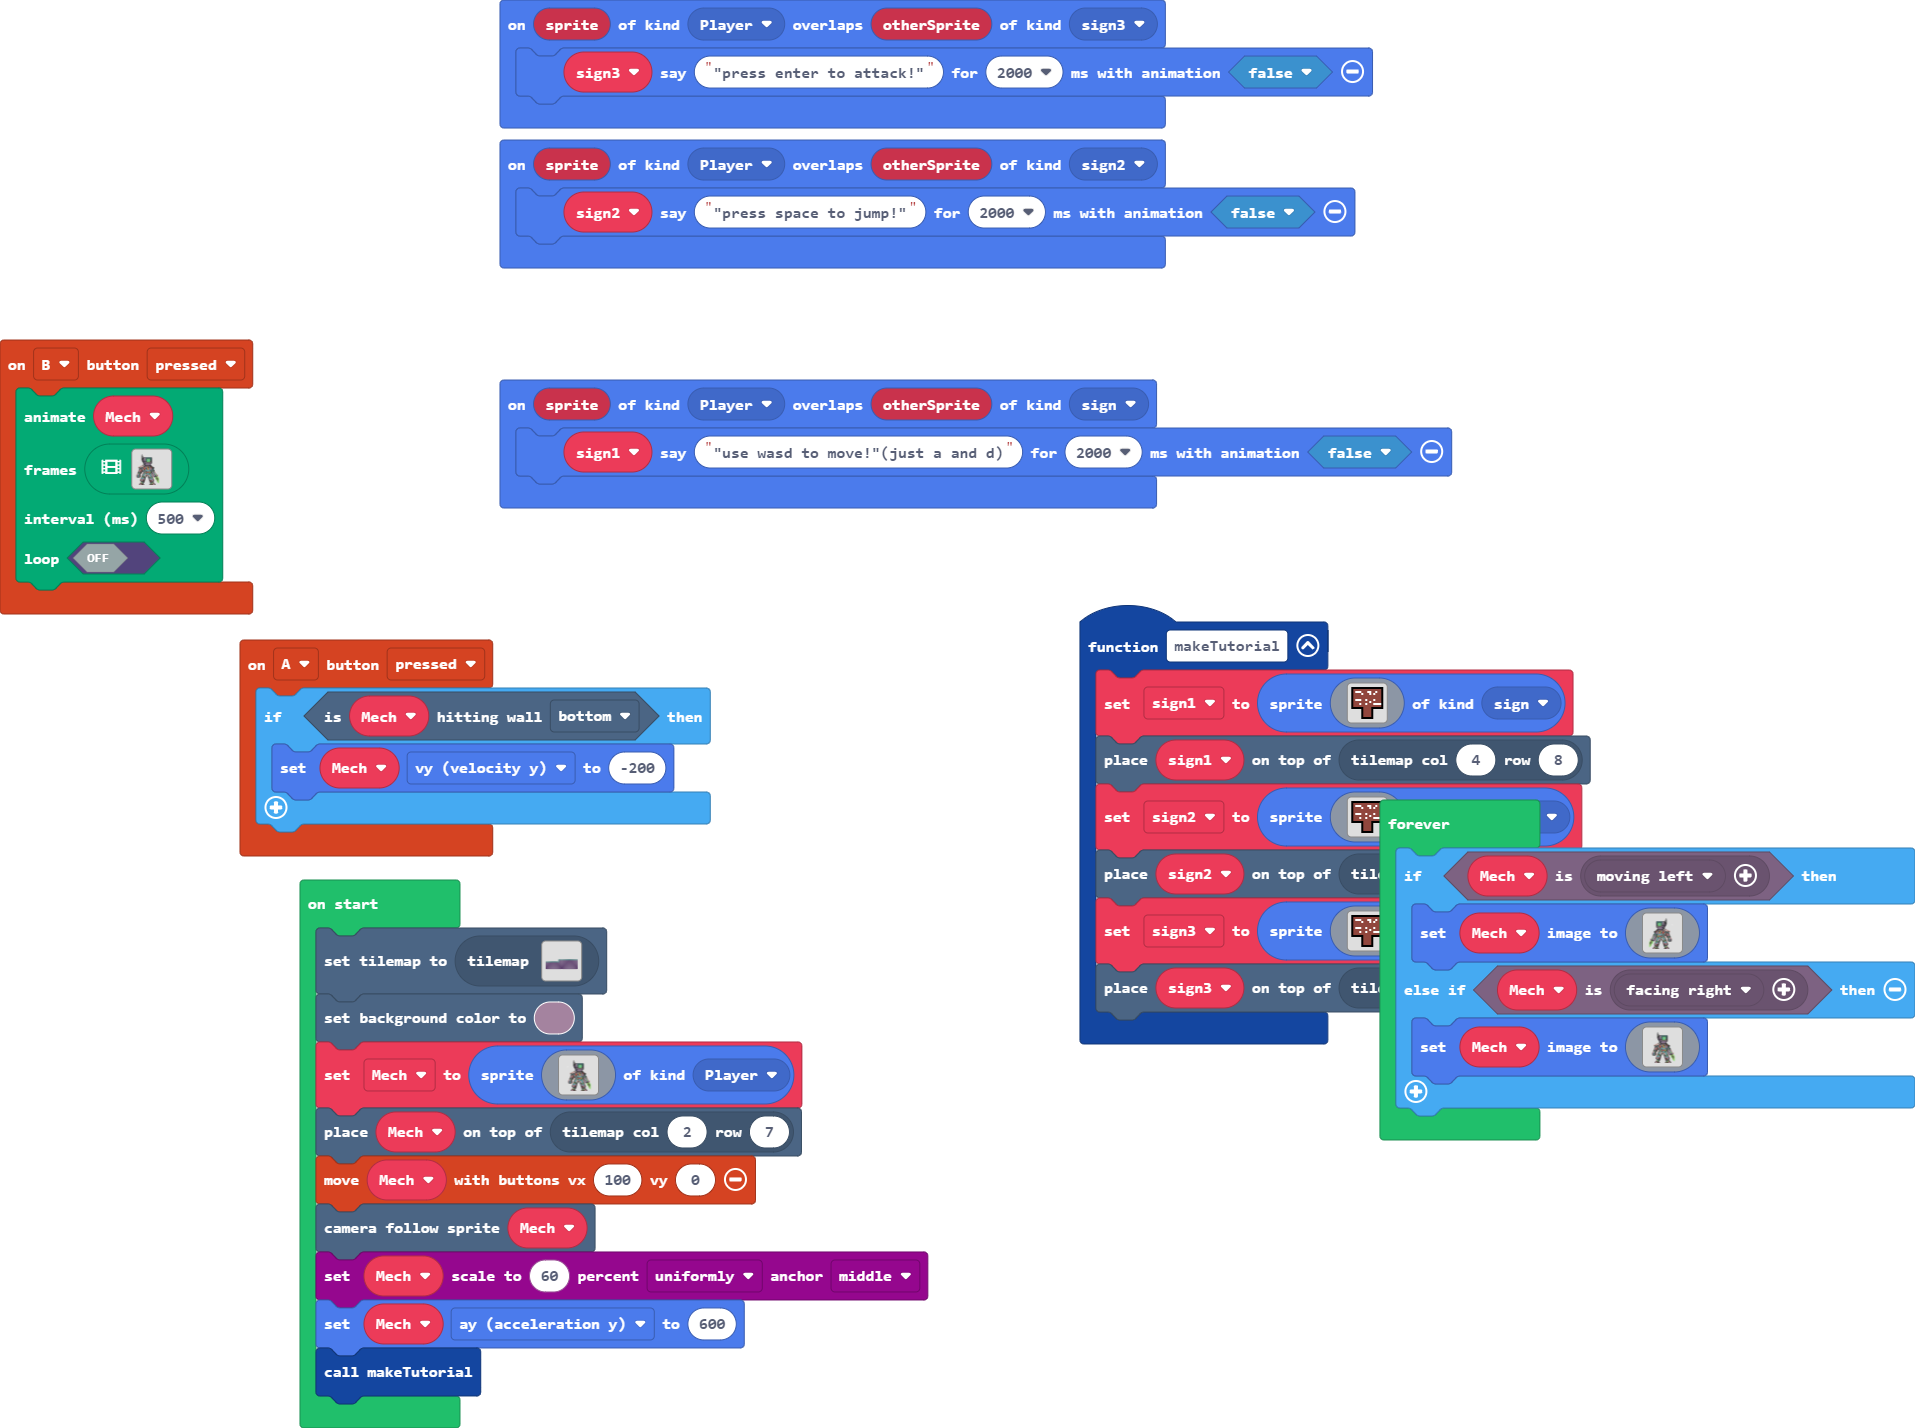 on sprite of kind Player overlaps otherSprite of kind sign3
sign3 say ""press enter to attack!"" for 2000 ms with animation false
on sprite of kind Player overlaps otherSprite of kind sign2
sign2 say ""press space to jump!"" for 2000 ms with animation false
on B button pressed
animate Mech
frames
interval (ms) 500
loop OFF
on sprite of kind Player overlaps otherSprite of kind sign
sign1 say ""use wasd to move!"(just a and d)" for 2000 ms with animation false
on A button pressed
if is Mech hitting wall bottom then
set Mech vy (velocity y) to -200
function makeTutorial
set sign1 to sprite of kind sign
place sign1 on top of tilemap col 4 row 8
set sign2 to sprite
place sign2 on top of
set sign3 to sprite
place sign3 on top of
forever
if Mech is moving left then
set Mech image to
else if Mech is facing right then
set Mech image to
on start
set tilemap to tilemap
set background color to
set Mech to sprite of kind Player
place Mech on top of tilemap col 2 row 7
move Mech with buttons vx 100 vy 0
camera follow sprite Mech
set Mech scale to 60 percent uniformly anchor middle
set Mech ay (acceleration y) to 600
call makeTutorial